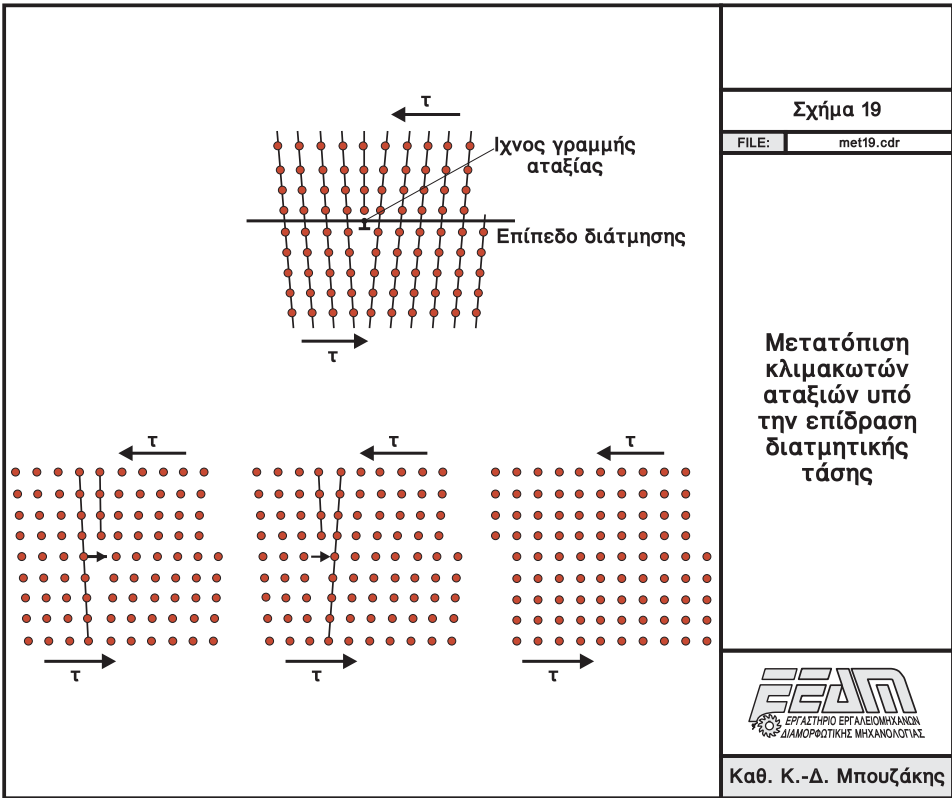 τ
Ιχνος γραμμής
αταξίας
Επίπεδο διάτμησης
τ
τ
τ
τ
τ
τ
τ
Σχήμα 19
FILE: met19.cdr
Μετατόπιση
κλιμακωτών
αταξιών υπό
την επίδραση
διατμητικής
τάσης
ΕΕΔΜ
ΕΡΓΑΣΤΗΡΙΟ ΕΡΓΑΛΕΙΟΜΗΧΑΝΩΝ
ΔΙΑΜΟΡΦΩΤΙΚΗΣ ΜΗΧΑΝΟΛΟΓΙΑΣ
Καθ. Κ.-Δ. Μπουζάκης